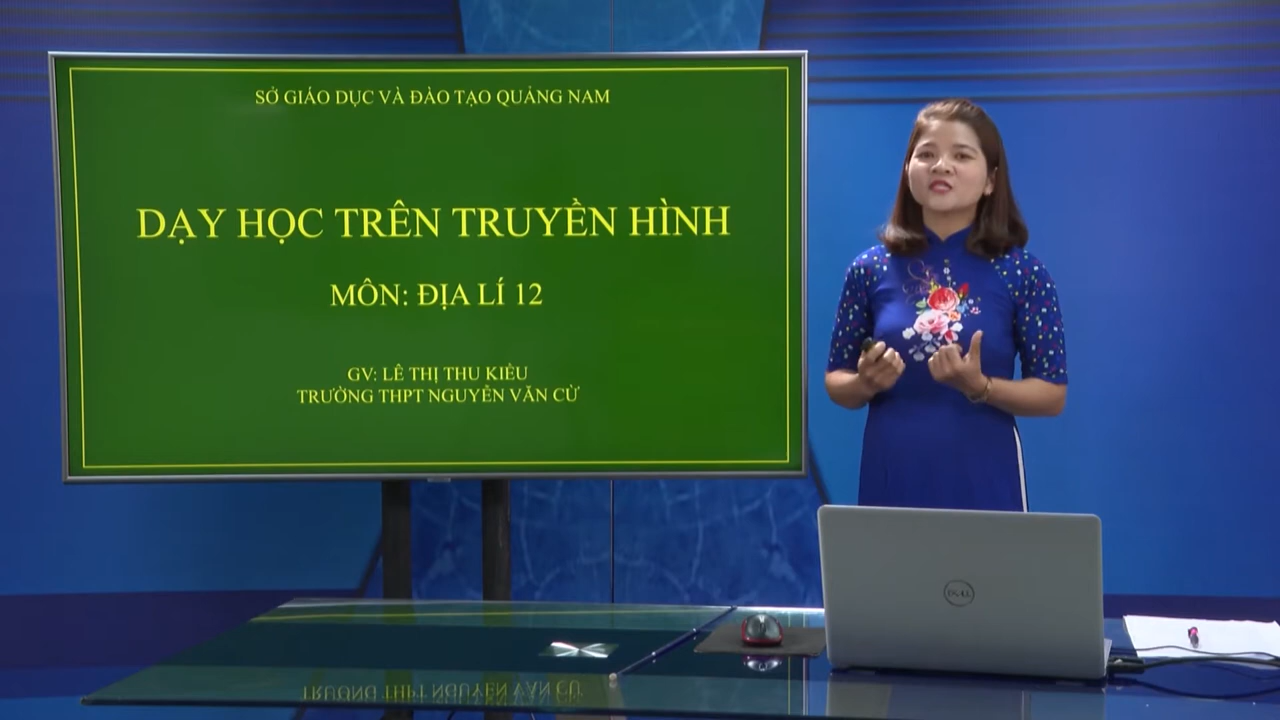 SỞ GIÁO DỤC VÀ ĐÀO TẠO QUẢNG NAM
DẠY HỌC TRÊN TRUYỀN HÌNH
MÔN: ĐỊA LÍ 12
GV: LÊ THỊ THU KIỀU
TRƯỜNG THPT NGUYỄN VĂN CỪ
DELL